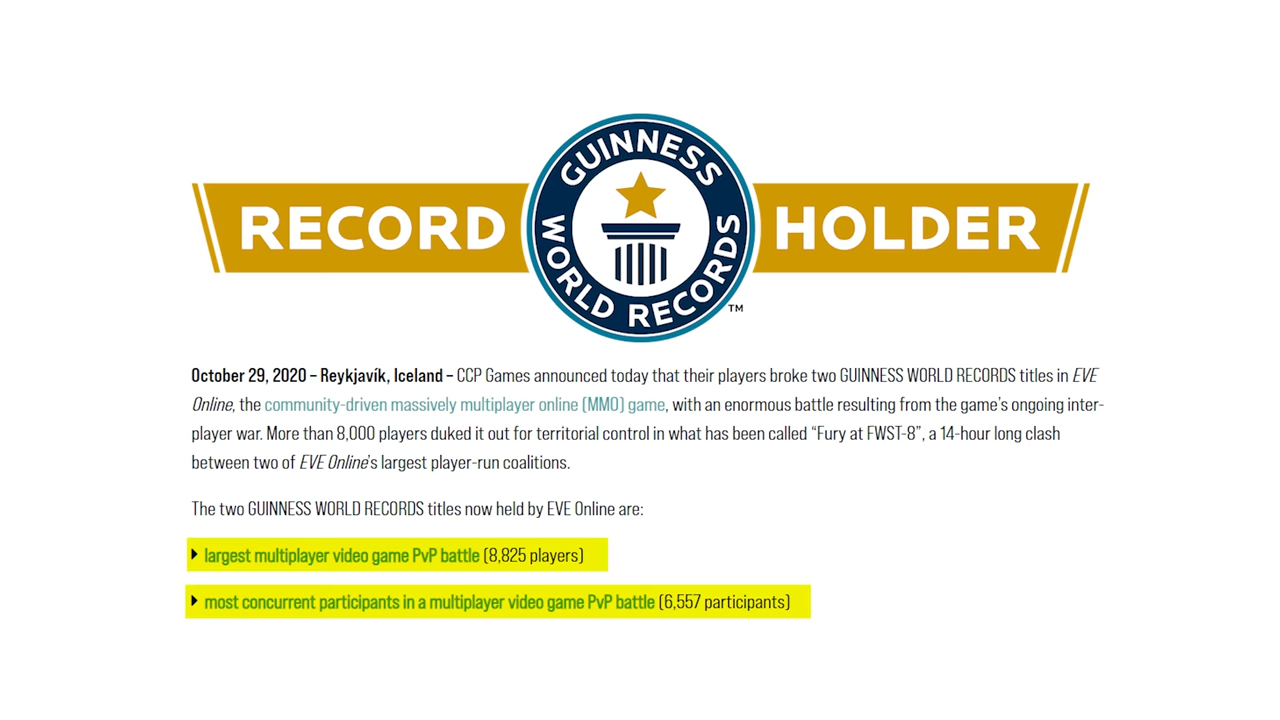 RECORD GUINNESS WORLD RECORDS HOLDER
TM
October 29, 2020 – Reykjavík, Iceland – CCP Games announced today that their players broke two GUINNESS WORLD RECORDS titles in EVE
Online, the community-driven massively multiplayer online (MMO) game, with an enormous battle resulting from the game's ongoing inter-
player war. More than 8,000 players duked it out for territorial control in what has been called “Fury at FWST-8”, a 14-hour long clash
between two of EVE Online's largest player-run coalitions.
The two GUINNESS WORLD RECORDS titles now held by EVE Online are:
largest multiplayer video game PvP battle (8,825 players)
most concurrent participants in a multiplayer video game PvP battle (6,557 participants)